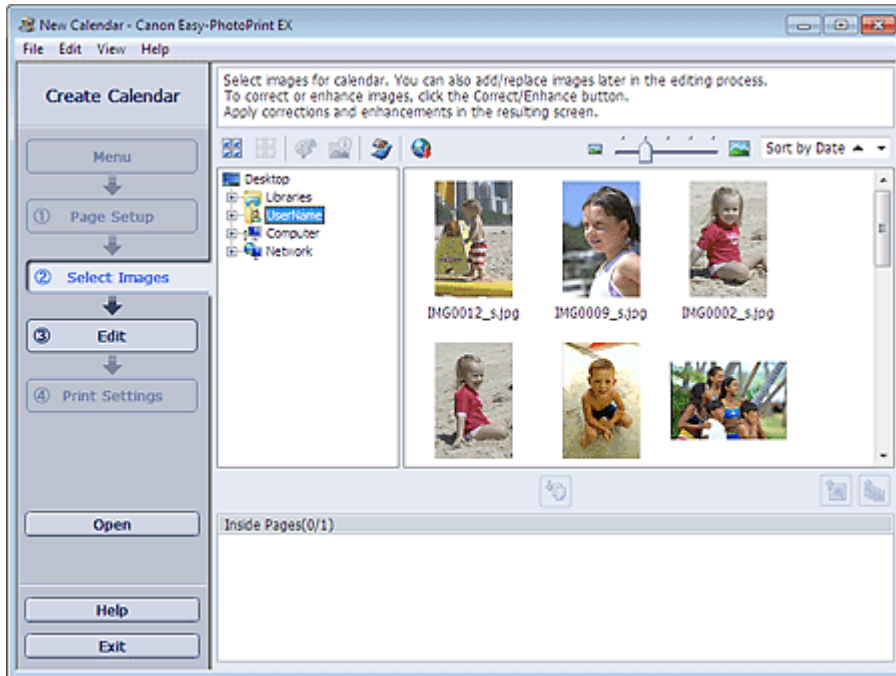 New Calendar - Canon Easy-PhotoPrint EX
File Edit View Help
Create Calendar
Menu
① Page Setup
② Select Images
③ Edit
④ Print Settings
Open
Help
Exit
Select images for calendar. You can also add/replace images later in the editing process.
To correct or enhance images, click the Correct/Enhance button.
Apply corrections and enhancements in the resulting screen.
Sort by Date
Desktop
Libraries
UserName
Computer
Network
IMG0012_s.jpg IMG0009_s.jpg IMG0002_s.jpg
Inside Pages(0/1)